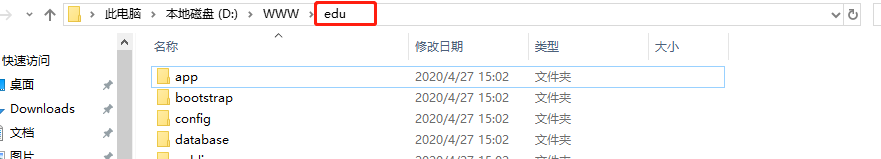 此电脑 › 本地磁盘 (D:) › WWW › edu
名称 修改日期 类型 大小
快速访问
桌面 app 2020/4/27 15:02 文件夹
Downloads bootstrap 2020/4/27 15:02 文件夹
文档 config 2020/4/27 15:02 文件夹
图片 database 2020/4/27 15:02 文件夹
2020/4/27 15:02 文件夹